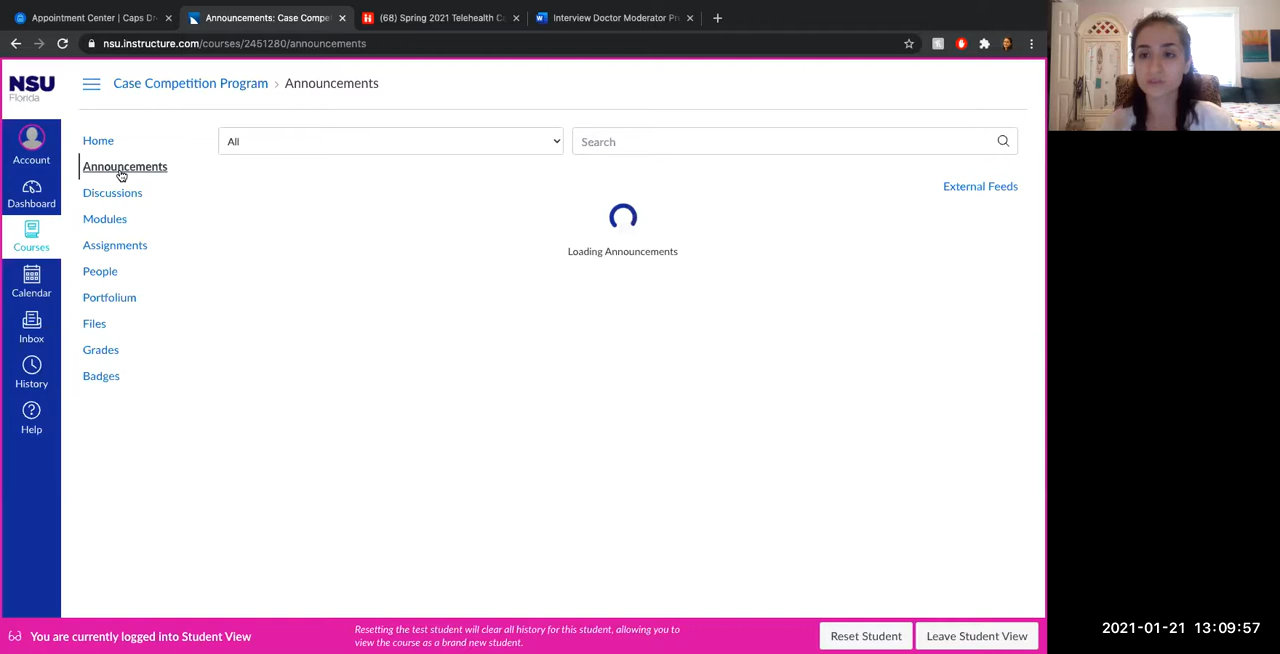 Appointment Center | Caps Dr
Announcements: Case Compe
(68) Spring 2021 Telehealth C
Interview Doctor Moderator Pr
nsu.instructure.com/courses/2451280/announcements
NSU
Florida
Case Competition Program > Announcements
Account
Dashboard
Courses
Calendar
Inbox
History
Help
Home
Announcements
Discussions
Modules
Assignments
People
Portfolium
Files
Grades
Badges
All
Search
External Feeds
Loading Announcements
You are currently logged into Student View
Resetting the test student will clear all history for this student, allowing you to
view the course as a brand new student.
Reset Student
Leave Student View
2021-01-21 13:09:57